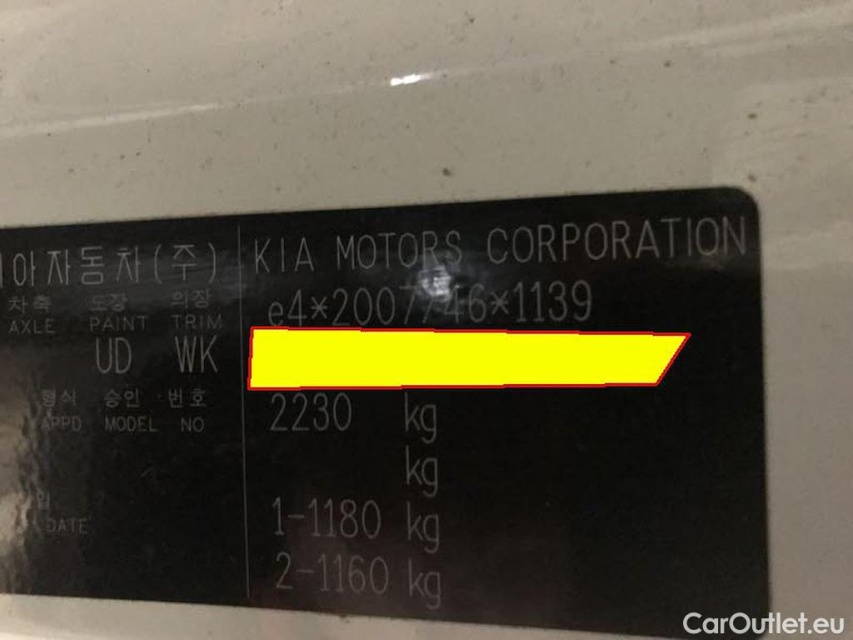 아자동차(주)
KIA MOTORS CORPORATION
차축 도장 의장
AXLE PAINT TRIM
e4*2007/46*1139
UD WK
형식 승인 번호
APPD MODEL NO
2230 kg
kg
DATE
1-1180 kg
2-1160 kg
CarOutlet.eu